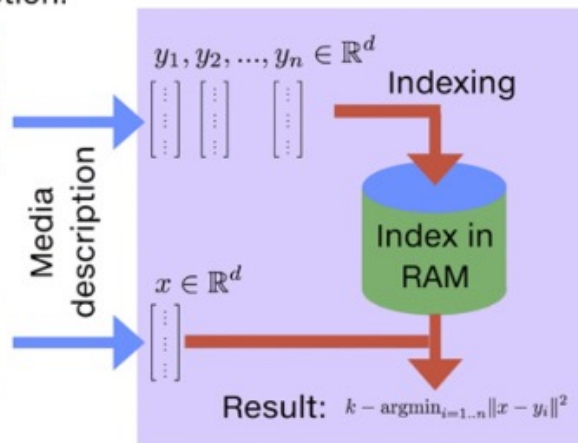 y₁, y₂, ..., yₙ ∈ ℝᵈ
Indexing
Media
description
Index in
RAM
x ∈ ℝᵈ
Result: k − argminᵢ₌₁..ₙ‖x − yᵢ‖²